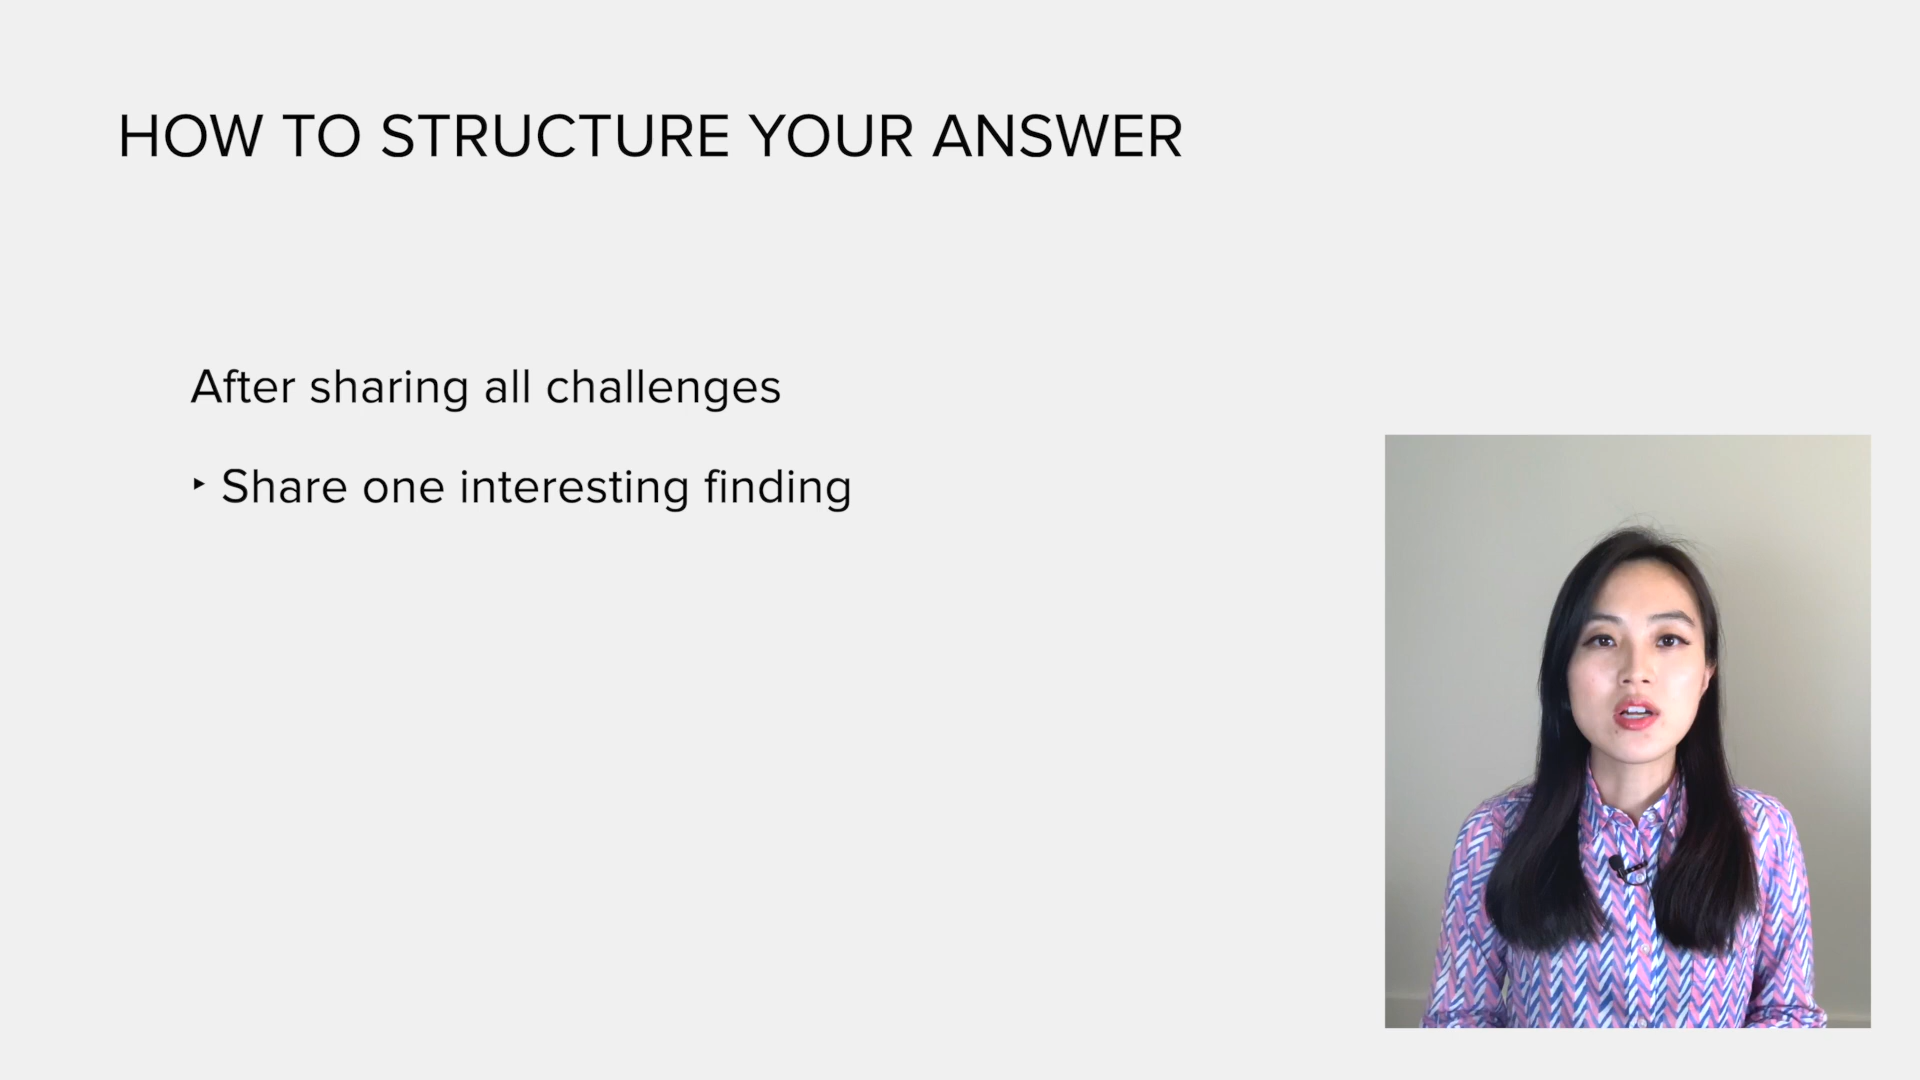 HOW TO STRUCTURE YOUR ANSWER
After sharing all challenges
‣ Share one interesting finding